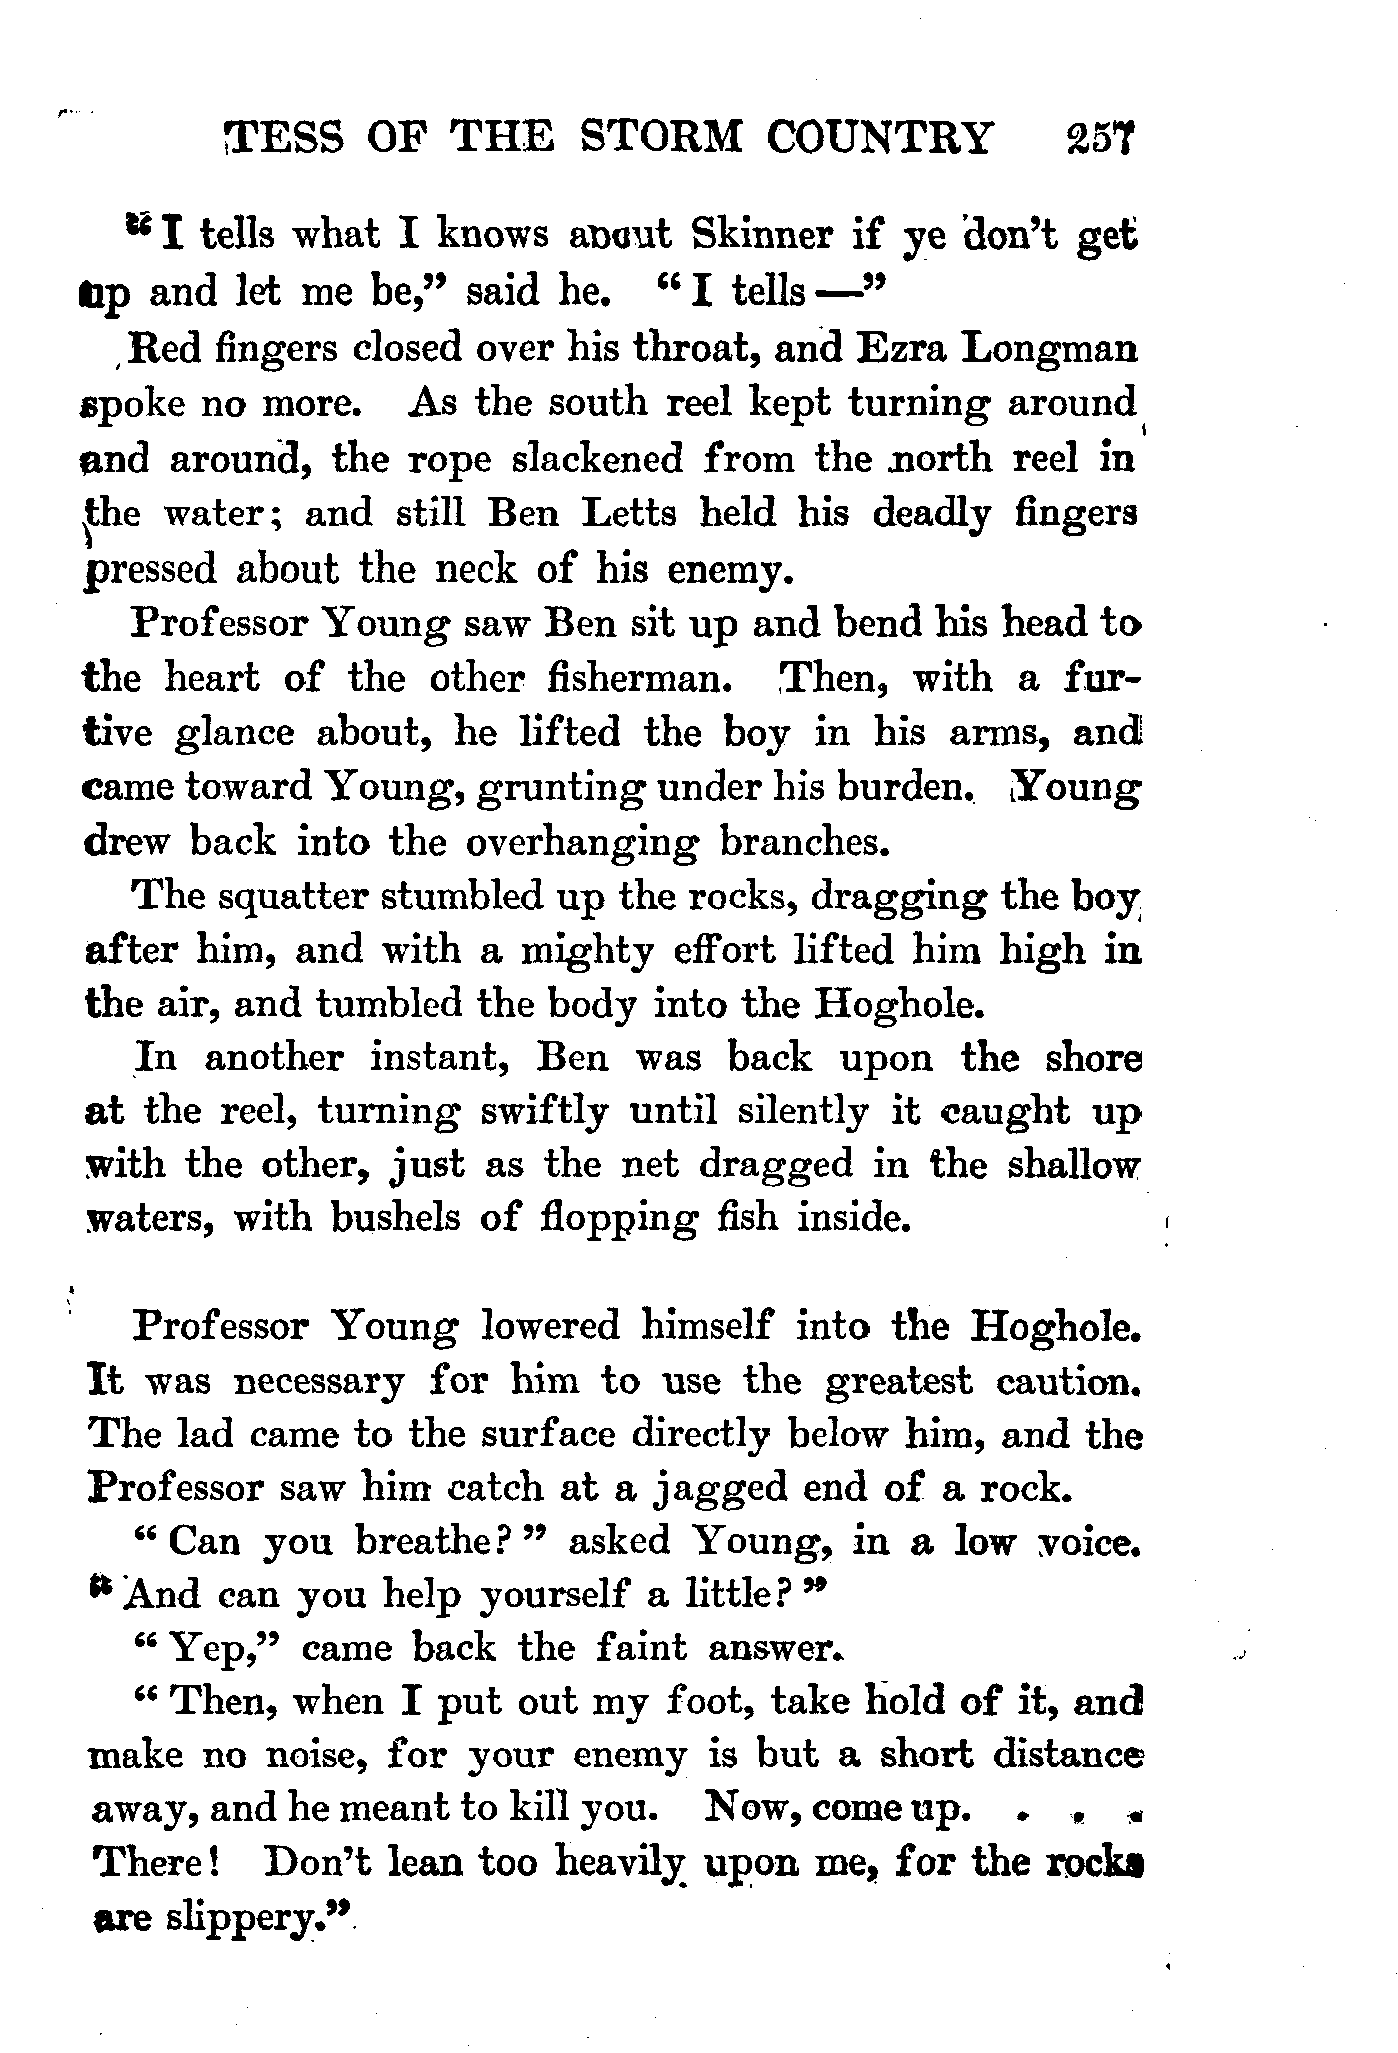 TESS OF THE STORM COUNTRY 257
“I tells what I knows about Skinner if ye don’t get
up and let me be,” said he. “I tells—”
Red fingers closed over his throat, and Ezra Longman
spoke no more. As the south reel kept turning around
and around, the rope slackened from the north reel in
the water; and still Ben Letts held his deadly fingers
pressed about the neck of his enemy.
Professor Young saw Ben sit up and bend his head to
the heart of the other fisherman. Then, with a fur-
tive glance about, he lifted the boy in his arms, and
came toward Young, grunting under his burden. Young
drew back into the overhanging branches.
The squatter stumbled up the rocks, dragging the boy
after him, and with a mighty effort lifted him high in
the air, and tumbled the body into the Hoghole.
In another instant, Ben was back upon the shore
at the reel, turning swiftly until silently it caught up
with the other, just as the net dragged in the shallow
waters, with bushels of flopping fish inside.
Professor Young lowered himself into the Hoghole.
It was necessary for him to use the greatest caution.
The lad came to the surface directly below him, and the
Professor saw him catch at a jagged end of a rock.
“Can you breathe?” asked Young, in a low voice.
“And can you help yourself a little?”
“Yep,” came back the faint answer.
“Then, when I put out my foot, take hold of it, and
make no noise, for your enemy is but a short distance
away, and he meant to kill you. Now, come up. . . .
There! Don’t lean too heavily upon me, for the rocks
are slippery.”